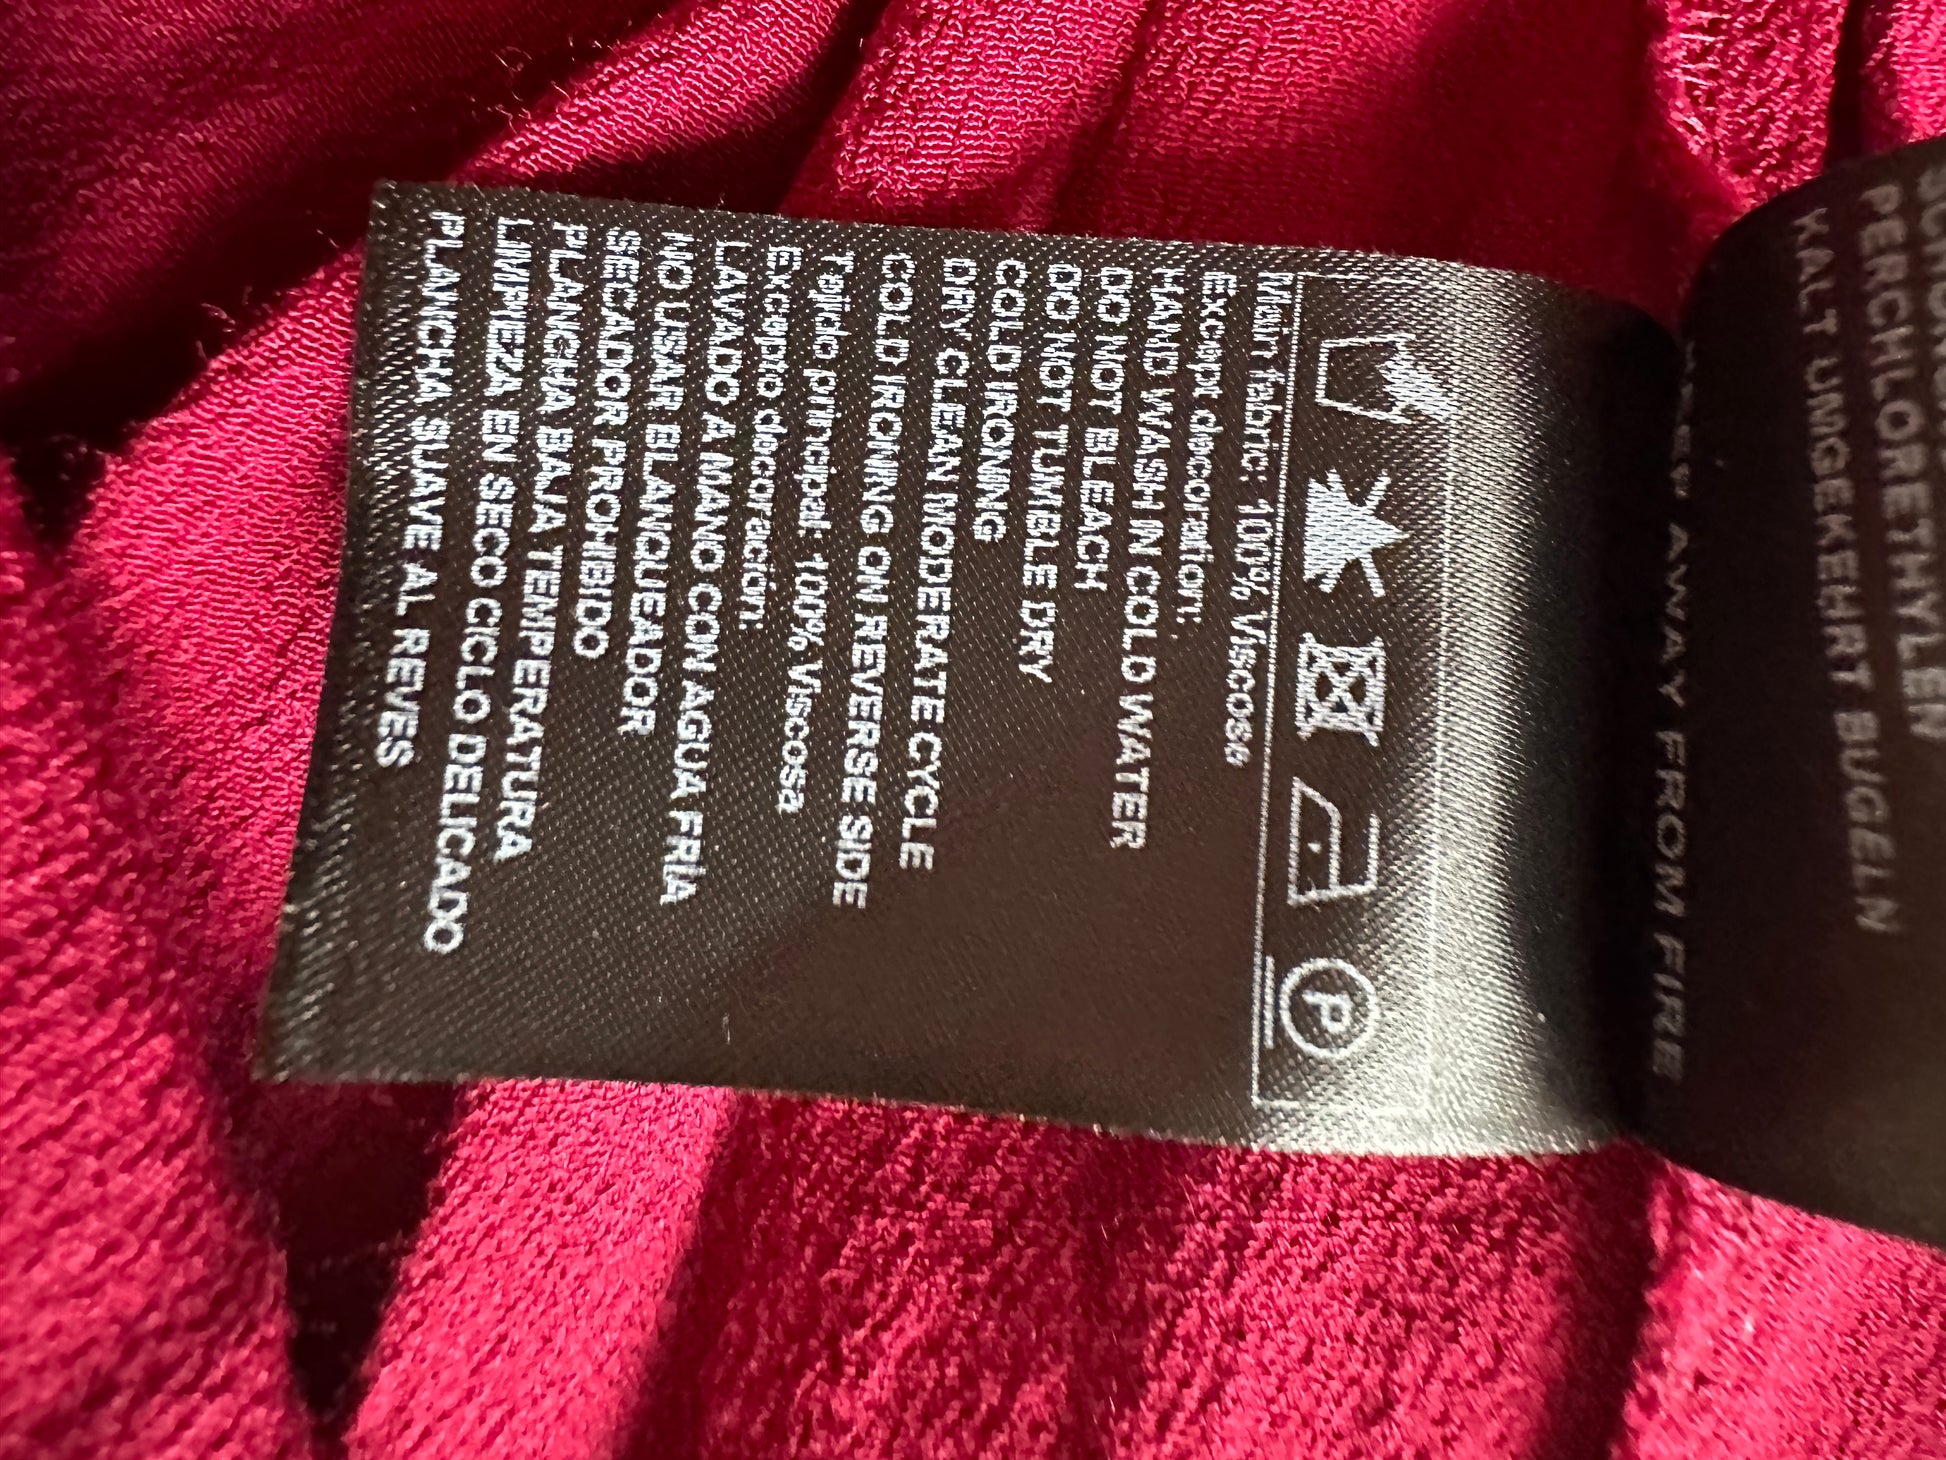 KEEP AWAY FROM FIRE
P
Main fabric: 100% Viscose
Except decoration:
HAND WASH IN COLD WATER
DO NOT BLEACH
DO NOT TUMBLE DRY
COLD IRONING
DRY CLEAN MODERATE CYCLE
COLD IRONING ON REVERSE SIDE
Tejido principal: 100% Viscosa
Excepto decoración:
LAVADO A MANO CON AGUA FRÍA
NO USAR BLANQUEADOR
SECADOR PROHIBIDO
PLANCHA BAJA TEMPERATURA
LIMPIEZA EN SECO CICLO DELICADO
PLANCHA SUAVE AL REVES
PERCHLORETHYLEN
KALT UMGEKEHRT BUGELN